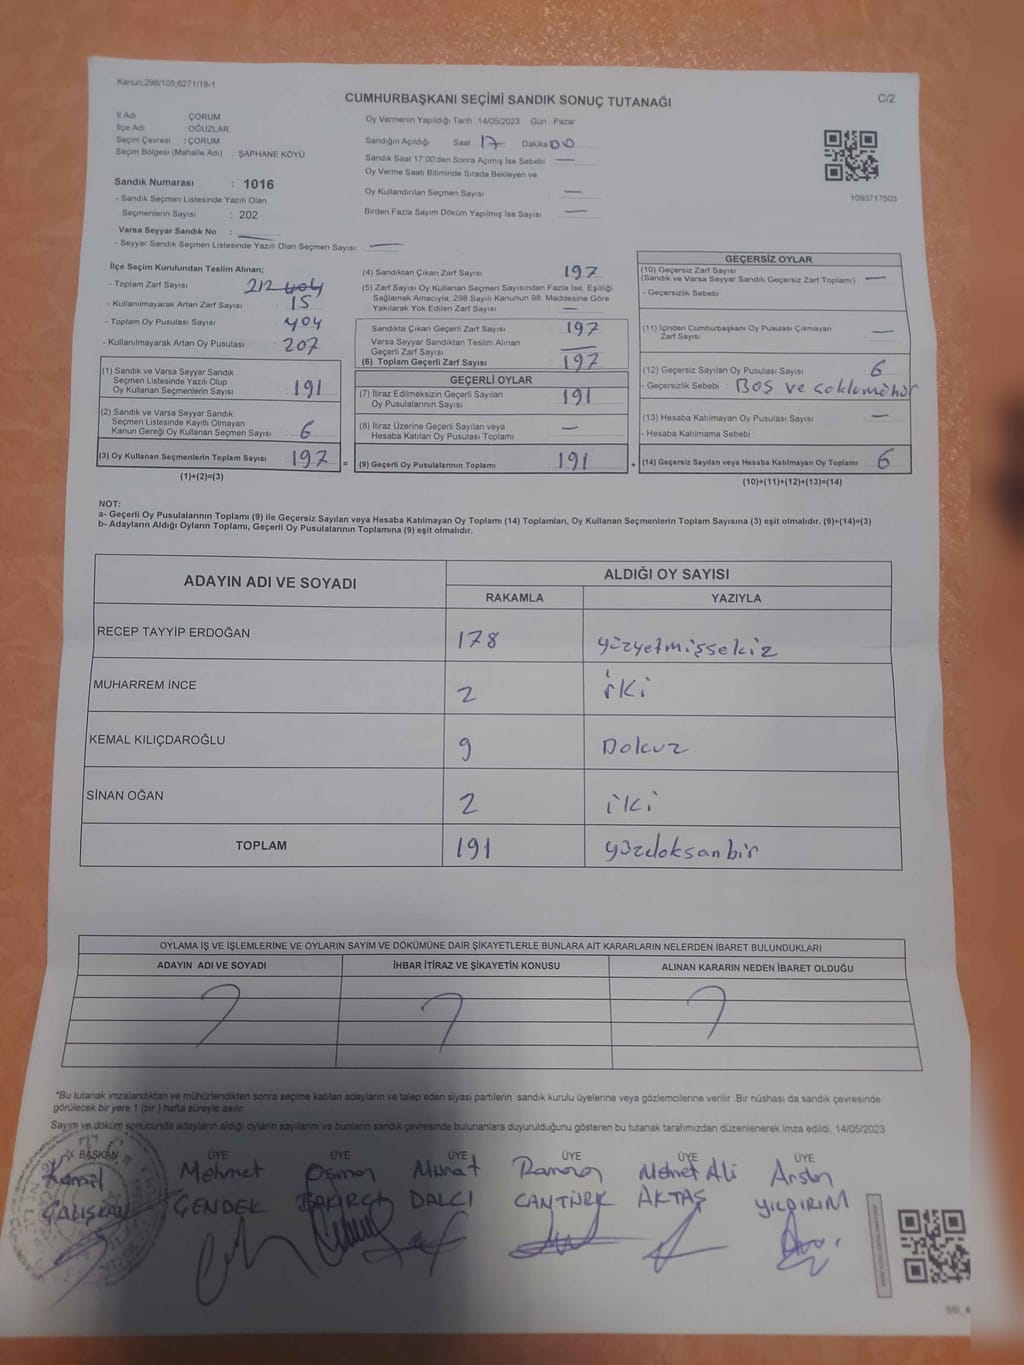 Kanun:298/105;6271/18-1
CUMHURBAŞKANI SEÇİMİ SANDIK SONUÇ TUTANAĞI
C/2
İl Adı : ÇORUM
İlçe Adı : OĞUZLAR
Seçim Çevresi : ÇORUM
Seçim Bölgesi (Mahalle Adı) : ŞAPHANE KÖYÜ
Sandık Numarası : 1016
- Sandık Seçmen Listesinde Yazılı Olan
Seçmenlerin Sayısı : 202
Varsa Seyyar Sandık No :
- Seyyar Sandık Seçmen Listesinde Yazılı Olan Seçmen Sayısı: —
Oy Vermenin Yapıldığı Tarih :14/05/2023 Gün :Pazar
Sandığın Açıldığı Saat 17 Dakika 00
Sandık Saat 17:00'den Sonra Açımış İse Sebebi : —
Oy Verme Saati Bitiminde Sırada Bekleyen ve
Oy Kullandırılan Seçmen Sayısı —
Birden Fazla Sayım Döküm Yapılmış İse Sayısı : —
1093717503
İlçe Seçim Kurulundan Teslim Alınan;
- Toplam Zarf Sayısı : 212 404
- Kullanılmayarak Artan Zarf Sayısı : 15
- Toplam Oy Pusulası Sayısı : 404
- Kullanılmayarak Artan Oy Pusulası : 207
(1) Sandık ve Varsa Seyyar Sandık
Seçmen Listesinde Yazılı Olup
Oy Kullanan Seçmenlerin Sayısı : 191
(2) Sandık ve Varsa Seyyar Sandık
Seçmen Listesinde Kayıtlı Olmayan
Kanun Gereği Oy Kullanan Seçmen Sayısı : 6
(3) Oy Kullanan Seçmenlerin Toplam Sayısı : 197
(1)+(2)=(3)
(4) Sandıktan Çıkan Zarf Sayısı : 197
(5) Zarf Sayısı Oy Kullanan Seçmen Sayısından Fazla İse, Eşitliği
Sağlamak Amacıyla, 298 Sayılı Kanunun 98. Maddesine Göre
Yakılarak Yok Edilen Zarf Sayısı : —
Sandıkta Çıkan Geçerli Zarf Sayısı : 197
Varsa Seyyar Sandıktan Teslim Alınan
Geçerli Zarf Sayısı : —
(6) Toplam Geçerli Zarf Sayısı : 197
GEÇERLİ OYLAR
(7) İtiraz Edilmeksizin Geçerli Sayılan
Oy Pusulalarının Sayısı : 191
(8) İtiraz Üzerine Geçerli Sayılan veya
Hesaba Katılan Oy Pusulası Toplamı : —
= (9) Geçerli Oy Pusulalarının Toplamı : 191
GEÇERSİZ OYLAR
(10) Geçersiz Zarf Sayısı
(Sandık ve Varsa Seyyar Sandık Geçersiz Zarf Toplamı) : —
- Geçersizlik Sebebi :
(11) İçinden Cumhurbaşkanı Oy Pusulası Çıkmayan
Zarf Sayısı : —
(12) Geçersiz Sayılan Oy Pusulası Sayısı : 6
- Geçersizlik Sebebi : Boş ve çoklumühür
(13) Hesaba Katılmayan Oy Pusulası Sayısı : —
- Hesaba Katılmama Sebebi :
+ (14) Geçersiz Sayılan veya Hesaba Katılmayan Oy Toplamı : 6
(10)+(11)+(12)+(13)=(14)
NOT:
a- Geçerli Oy Pusulalarının Toplamı (9) ile Geçersiz Sayılan veya Hesaba Katılmayan Oy Toplamı (14) Toplamları, Oy Kullanan Seçmenlerin Toplam Sayısına (3) eşit olmalıdır. (9)+(14)=(3)
b- Adayların Aldığı Oyların Toplamı, Geçerli Oy Pusulalarının Toplamına (9) eşit olmalıdır.
ADAYIN ADI VE SOYADI
ALDIĞI OY SAYISI
RAKAMLA YAZIYLA
RECEP TAYYİP ERDOĞAN 178 yüzyetmişsekiz
MUHARREM İNCE 2 iki
KEMAL KILIÇDAROĞLU 9 Dokuz
SİNAN OĞAN 2 iki
TOPLAM 191 yüzdoksanbir
OYLAMA İŞ VE İŞLEMLERİNE VE OYLARIN SAYIM VE DÖKÜMÜNE DAİR ŞİKAYETLERLE BUNLARA AİT KARARLARIN NELERDEN İBARET BULUNDUKLARI
ADAYIN ADI VE SOYADI İHBAR İTİRAZ VE ŞİKAYETİN KONUSU ALINAN KARARIN NEDEN İBARET OLDUĞU
*Bu tutanak imzalandıktan ve mühürlendikten sonra seçime katılan adayların ve talep eden siyasi partilerin sandık kurulu üyelerine veya gözlemcilerine verilir .Bir nüshası da sandık çevresinde
görülecek bir yere 1 (bir ) hafta süreyle asılır.
Sayım ve döküm sonucunda adayların aldığı oyların sayılarını ve bunların sandık çevresinde bulunanlara duyurulduğunu gösteren bu tutanak tarafımızdan düzenlenerek imza edildi. 14/05/2023
BAŞKAN ÜYE ÜYE ÜYE ÜYE ÜYE ÜYE
Mehmet Osman Murat Ramazan Mehmet Ali Arslan
ÇALIŞKAN GENDEK BAKIRCI DALCI CANTÜRK AKTAŞ YILDIRIM